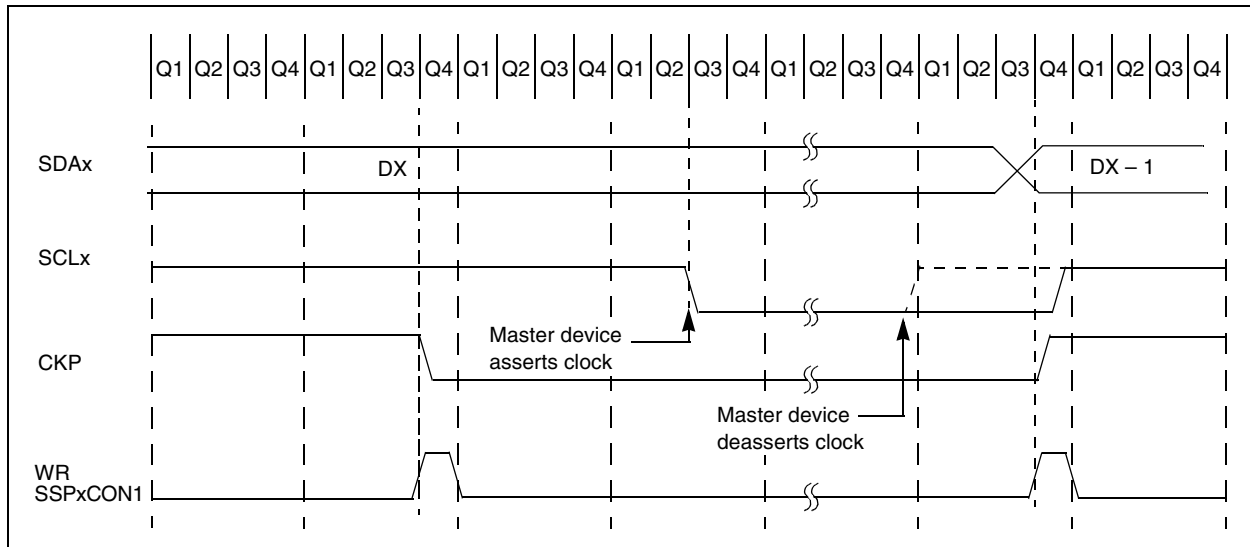 Q1 Q2 Q3 Q4 Q1 Q2 Q3 Q4 Q1 Q2 Q3 Q4 Q1 Q2 Q3 Q4 Q1 Q2 Q3 Q4 Q1 Q2 Q3 Q4 Q1 Q2 Q3 Q4
SDAx
DX
DX – 1
SCLx
Master device
asserts clock
CKP
Master device
deasserts clock
WR
SSPxCON1